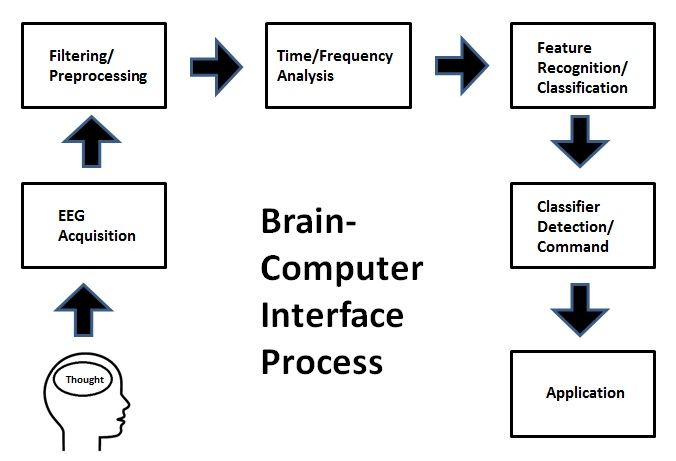 Filtering/
Preprocessing
Time/Frequency
Analysis
Feature
Recognition/
Classification
EEG
Acquisition
Brain-
Computer
Interface
Process
Classifier
Detection/
Command
Thought
Application